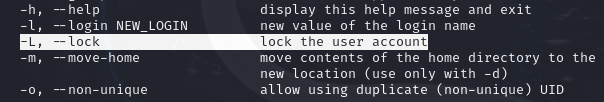 -h, --help display this help message and exit
-l, --login NEW_LOGIN new value of the login name
-L, --lock lock the user account
-m, --move-home move contents of the home directory to the
new location (use only with -d)
-o, --non-unique allow using duplicate (non-unique) UID